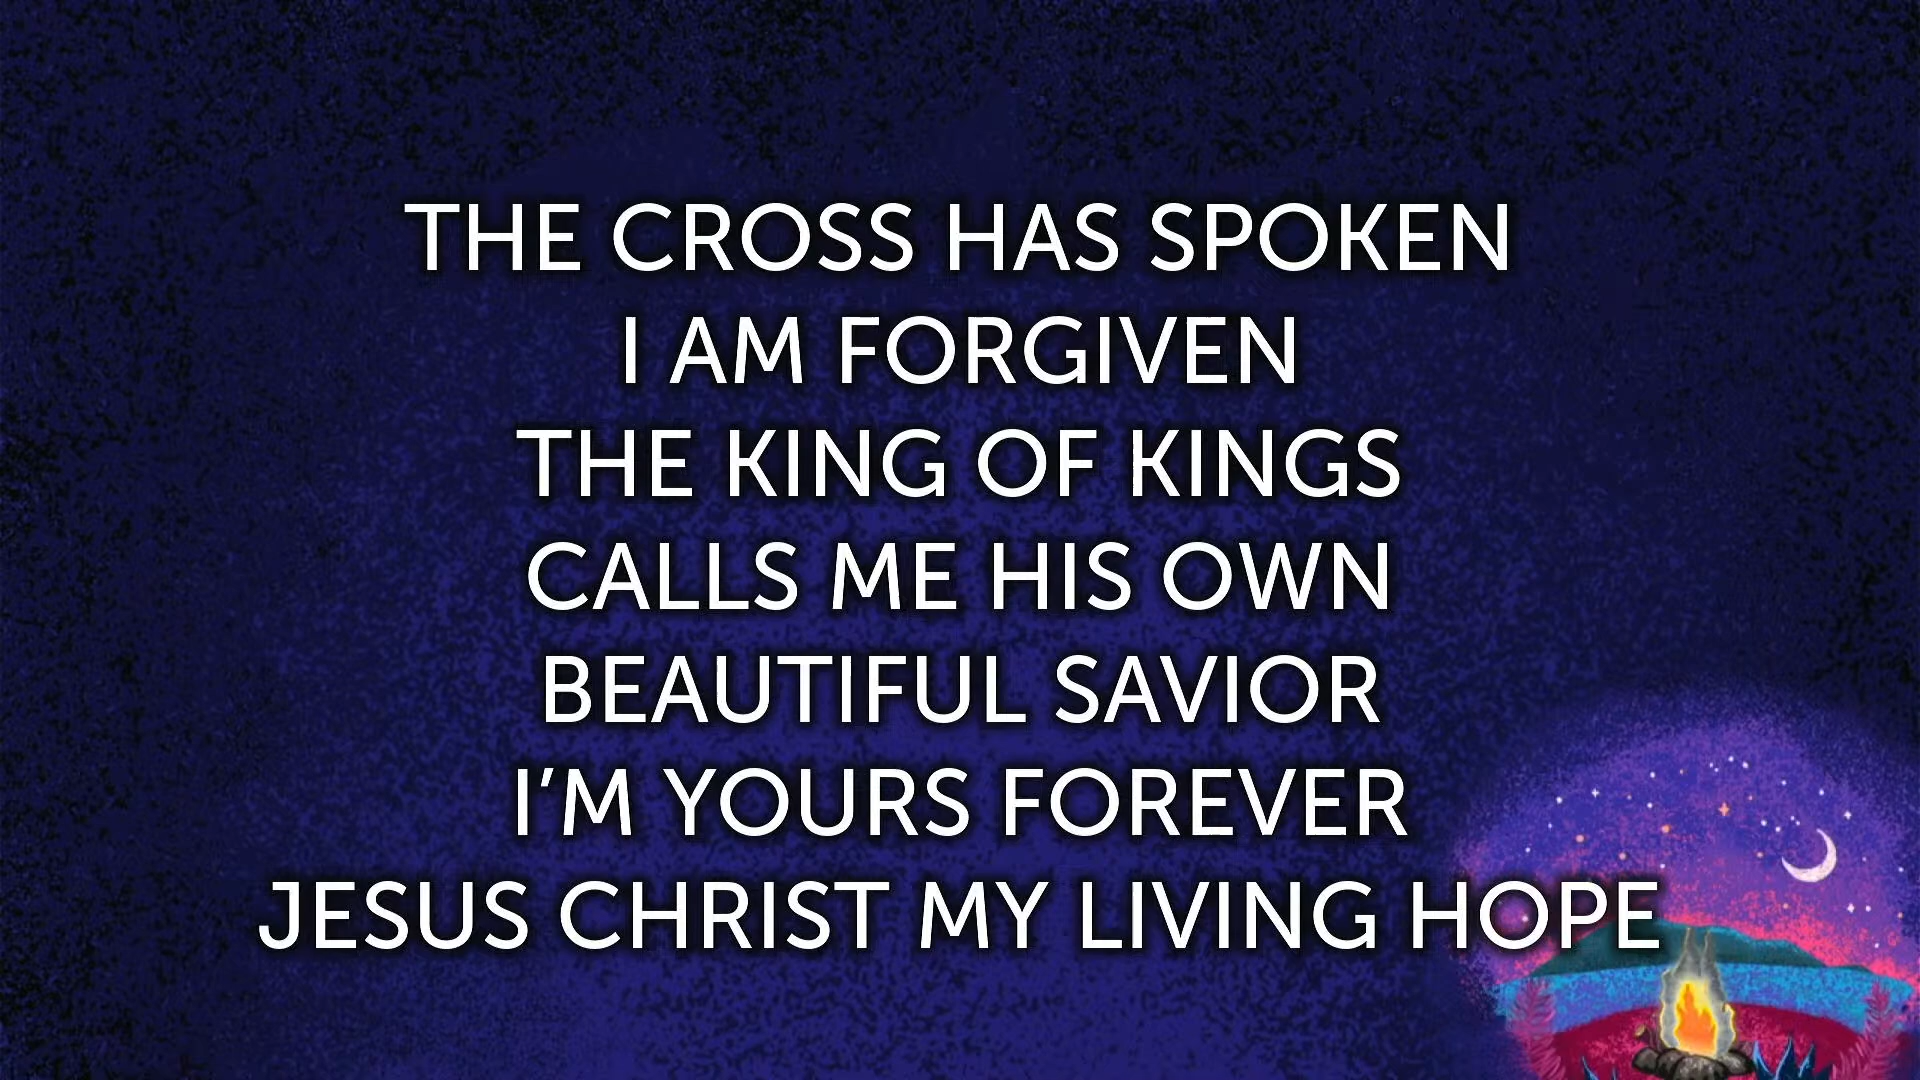 THE CROSS HAS SPOKEN
I AM FORGIVEN
THE KING OF KINGS
CALLS ME HIS OWN
BEAUTIFUL SAVIOR
I’M YOURS FOREVER
JESUS CHRIST MY LIVING HOPE